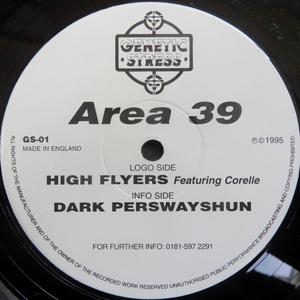 GENETIC
STRESS
Area 39
GS-01
MADE IN ENGLAND
℗©1995
LOGO SIDE
HIGH FLYERS Featuring Corelle
INFO SIDE
DARK PERSWAYSHUN
FOR FURTHER INFO: 0181-597 2291
ALL RIGHTS OF THE MANUFACTURER AND OF THE OWNER OF THE RECORDED WORK RESERVED UNAUTHORISED PUBLIC PERFORMANCE BROADCASTING AND COPYING PROHIBITED